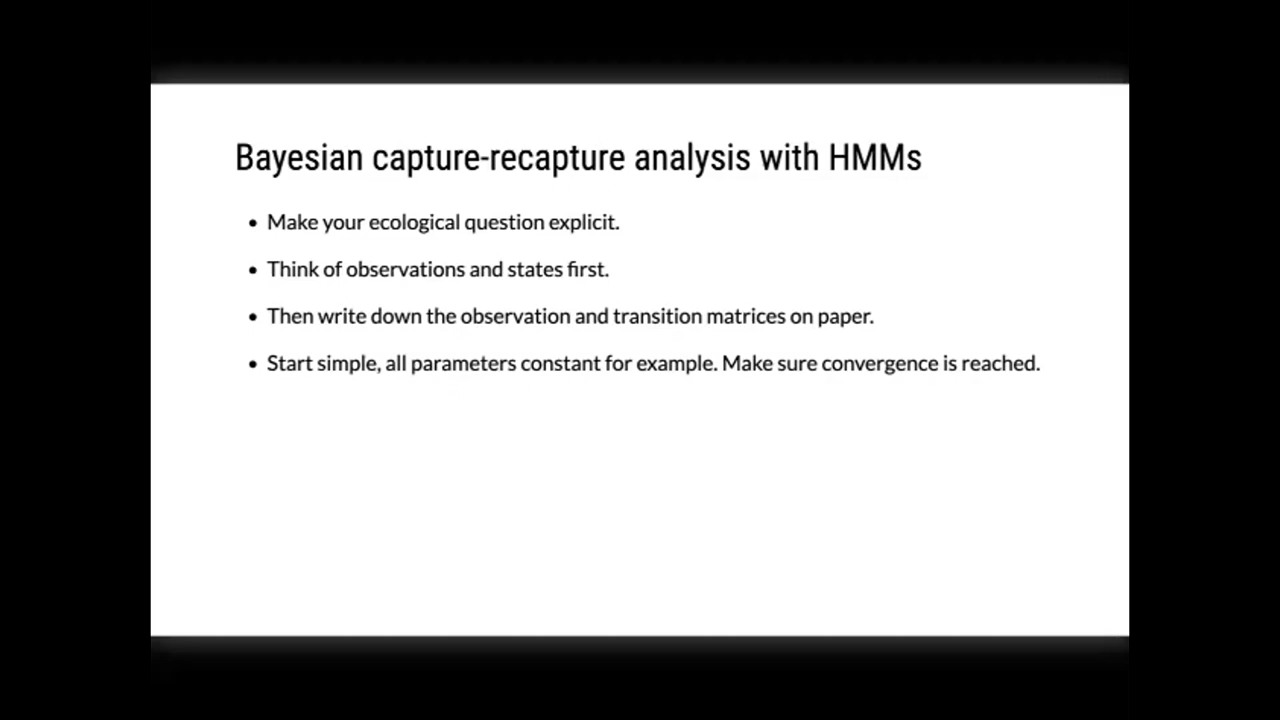 Bayesian capture-recapture analysis with HMMs
• Make your ecological question explicit.
• Think of observations and states first.
• Then write down the observation and transition matrices on paper.
• Start simple, all parameters constant for example. Make sure convergence is reached.